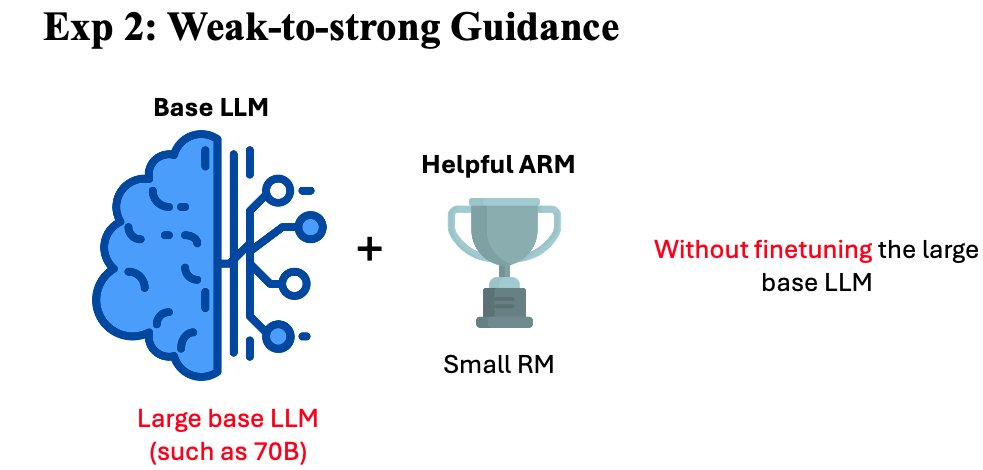 Exp 2: Weak-to-strong Guidance
Base LLM
Helpful ARM
+
Without finetuning the large
base LLM
Small RM
Large base LLM
(such as 70B)